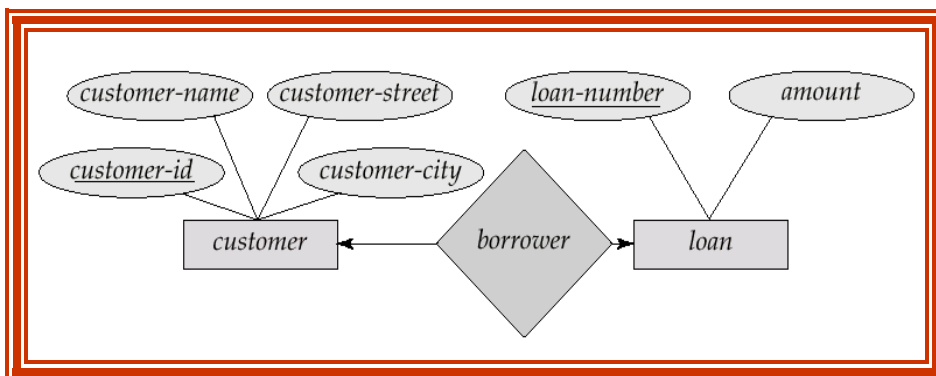 customer-name customer-street loan-number amount
customer-id customer-city
customer borrower loan